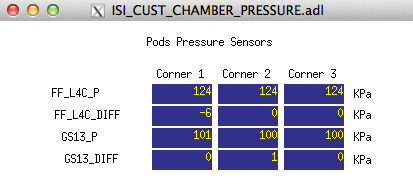 ISI_CUST_CHAMBER_PRESSURE.adl
Pods Pressure Sensors
Corner 1 Corner 2 Corner 3
FF_L4C_P 124 124 124 KPa
FF_L4C_DIFF -6 0 0 KPa
GS13_P 101 100 100 KPa
GS13_DIFF 0 1 0 KPa